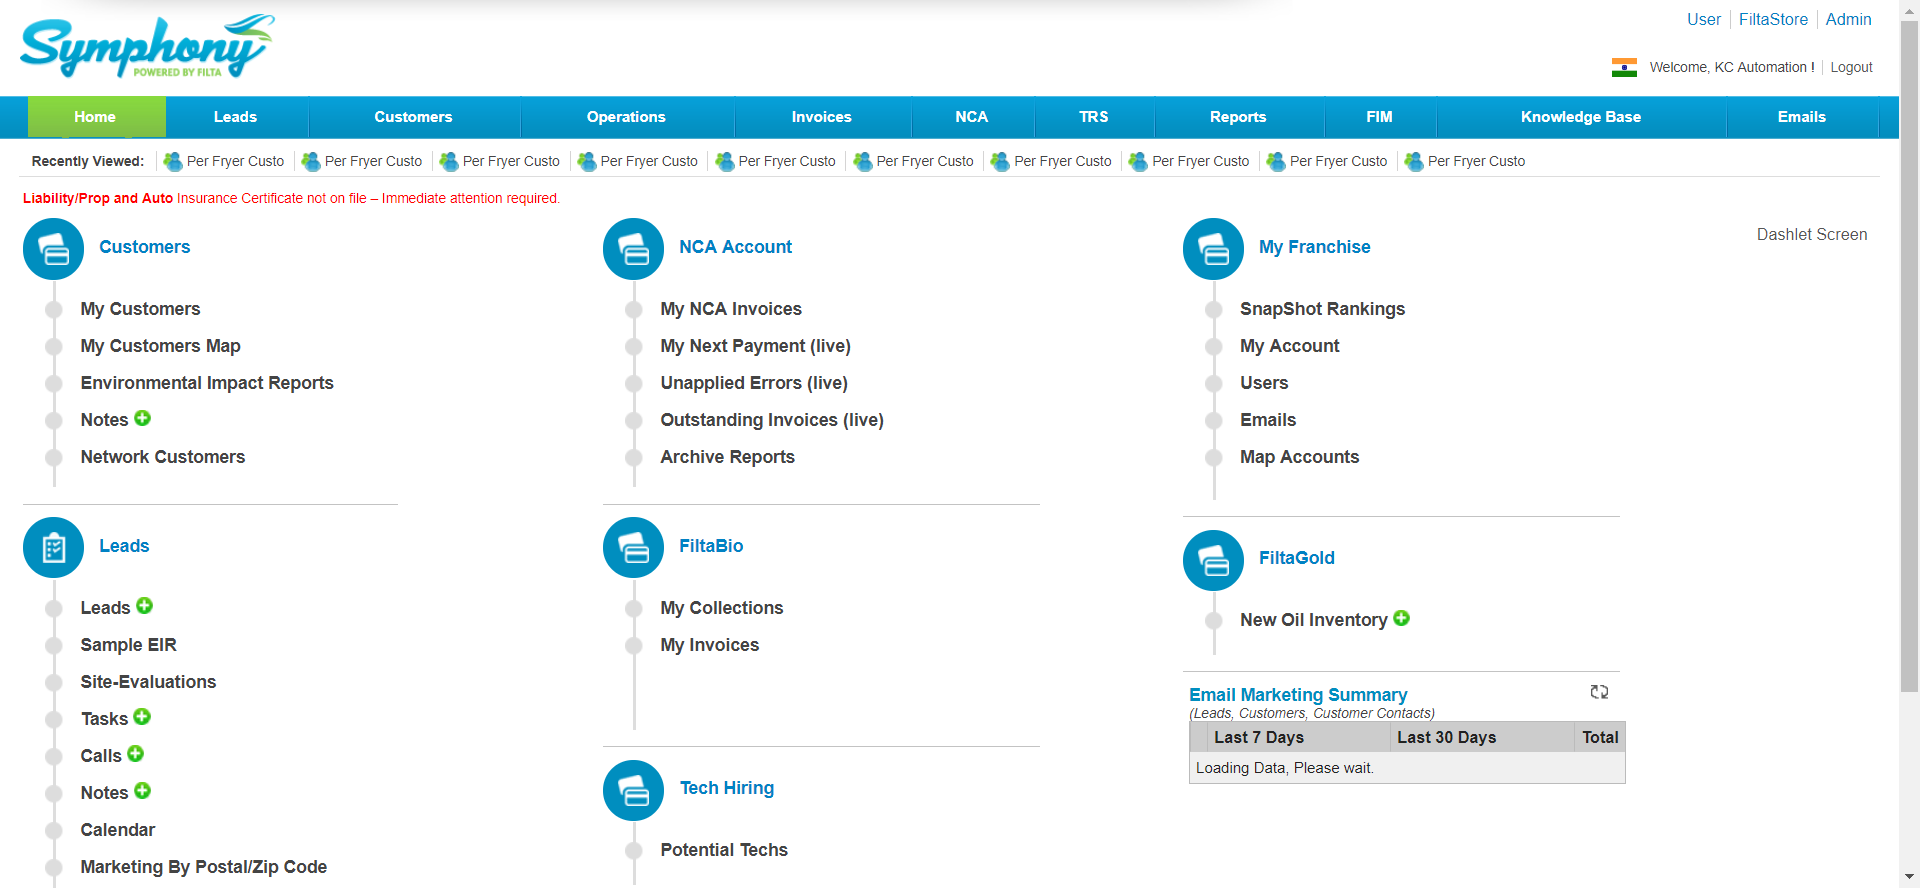 Symphony
POWERED BY FILTA
User FiltaStore Admin
Welcome, KC Automation ! Logout
Home Leads Customers Operations Invoices NCA TRS Reports FIM Knowledge Base Emails
Recently Viewed: Per Fryer Custo Per Fryer Custo Per Fryer Custo Per Fryer Custo Per Fryer Custo Per Fryer Custo Per Fryer Custo Per Fryer Custo Per Fryer Custo Per Fryer Custo
Liability/Prop and Auto Insurance Certificate not on file – Immediate attention required.
Dashlet Screen
Customers
My Customers
My Customers Map
Environmental Impact Reports
Notes
Network Customers
Leads
Leads
Sample EIR
Site-Evaluations
Tasks
Calls
Notes
Calendar
Marketing By Postal/Zip Code
NCA Account
My NCA Invoices
My Next Payment (live)
Unapplied Errors (live)
Outstanding Invoices (live)
Archive Reports
FiltaBio
My Collections
My Invoices
Tech Hiring
Potential Techs
My Franchise
SnapShot Rankings
My Account
Users
Emails
Map Accounts
FiltaGold
New Oil Inventory
Email Marketing Summary
(Leads, Customers, Customer Contacts)
Last 7 Days Last 30 Days Total
Loading Data, Please wait.